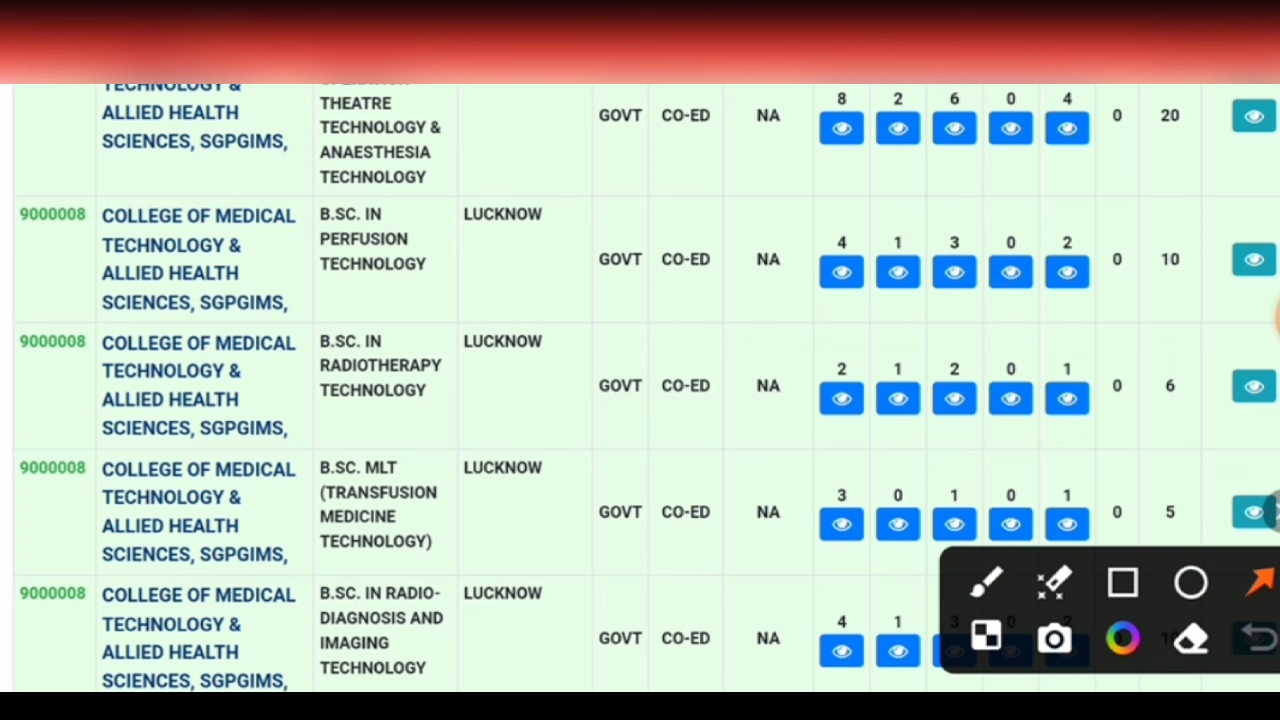 TECHNOLOGY &
ALLIED HEALTH
SCIENCES, SGPGIMS,
THEATRE
TECHNOLOGY &
ANAESTHESIA
TECHNOLOGY
GOVT CO-ED NA 8 2 6 0 4 0 20
9000008
COLLEGE OF MEDICAL
TECHNOLOGY &
ALLIED HEALTH
SCIENCES, SGPGIMS,
B.SC. IN
PERFUSION
TECHNOLOGY
LUCKNOW
GOVT CO-ED NA 4 1 3 0 2 0 10
9000008
COLLEGE OF MEDICAL
TECHNOLOGY &
ALLIED HEALTH
SCIENCES, SGPGIMS,
B.SC. IN
RADIOTHERAPY
TECHNOLOGY
LUCKNOW
GOVT CO-ED NA 2 1 2 0 1 0 6
9000008
COLLEGE OF MEDICAL
TECHNOLOGY &
ALLIED HEALTH
SCIENCES, SGPGIMS,
B.SC. MLT
(TRANSFUSION
MEDICINE
TECHNOLOGY)
LUCKNOW
GOVT CO-ED NA 3 0 1 0 1 0 5
9000008
COLLEGE OF MEDICAL
TECHNOLOGY &
ALLIED HEALTH
SCIENCES, SGPGIMS,
B.SC. IN RADIO-
DIAGNOSIS AND
IMAGING
TECHNOLOGY
LUCKNOW
GOVT CO-ED NA 4 1